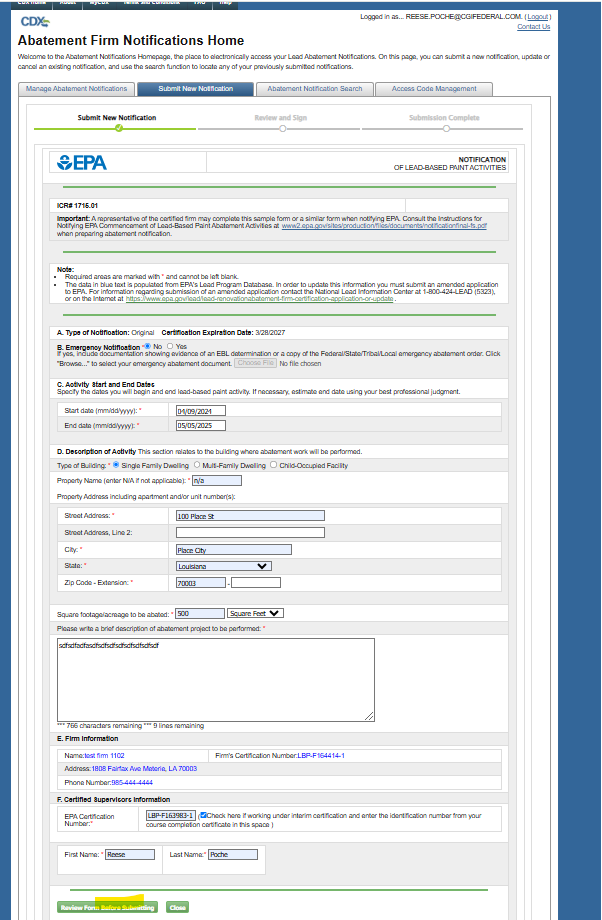 CDX Home About MyCDX Terms and Conditions FAQ Help
CDX
Logged in as... REESE.POCHE@CGIFEDERAL.COM. ( Logout )
Contact Us
Abatement Firm Notifications Home
Welcome to the Abatement Notifications Homepage, the place to electronically access your Lead Abatement Notifications. On this page, you can submit a new notification, update or
cancel an existing notification, and use the search function to locate any of your previously submitted notifications.
Manage Abatement Notifications Submit New Notification Abatement Notification Search Access Code Management
Submit New Notification Review and Sign Submission Complete
EPA
NOTIFICATION
OF LEAD-BASED PAINT ACTIVITIES
ICR# 1715.01
Important: A representative of the certified firm may complete this sample form or a similar form when notifying EPA. Consult the Instructions for
Notifying EPA Commencement of Lead-Based Paint Abatement Activities at www2.epa.gov/sites/production/files/documents/notificationfinal-fs.pdf
when preparing abatement notification.
Note:
• Required areas are marked with * and cannot be left blank.
• The data in blue text is populated from EPA's Lead Program Database. In order to update this information you must submit an amended application
to EPA. For information regarding submission of an amended application contact the National Lead Information Center at 1-800-424-LEAD (5323),
or on the Internet at https://www.epa.gov/lead/lead-renovationabatement-firm-certification-application-or-update .
A. Type of Notification: Original Certification Expiration Date: 3/28/2027
B. Emergency Notification * No Yes
If yes, include documentation showing evidence of an EBL determination or a copy of the Federal/State/Tribal/Local emergency abatement order. Click
"Browse..." to select your emergency abatement document. Choose File No file chosen
C. Activity Start and End Dates
Specify the dates you will begin and end lead-based paint activity. If necessary, estimate end date using your best professional judgment.
Start date (mm/dd/yyyy): * 04/09/2024
End date (mm/dd/yyyy): * 05/05/2025
D. Description of Activity This section relates to the building where abatement work will be performed.
Type of Building: * Single Family Dwelling Multi-Family Dwelling Child-Occupied Facility
Property Name (enter N/A if not applicable): * n/a
Property Address including apartment and/or unit number(s):
Street Address: * 100 Place St
Street Address, Line 2:
City: * Place City
State: * Louisiana
Zip Code - Extension: * 70003 -
Square footage/acreage to be abated: * 500 Square Feet
Please write a brief description of abatement project to be performed: *
sdfsdfadfasdfsdfsdfsdfsdfsdfsdfsdf
*** 766 characters remaining *** 9 lines remaining
E. Firm Information
Name:test firm 1102 Firm's Certification Number:LBP-F164414-1
Address:1808 Fairfax Ave Meterie, LA 70003
Phone Number:985-444-4444
F. Certified Supervisors Information
EPA Certification
Number:* LBP-F163983-1 ( Check here if working under interim certification and enter the identification number from your
course completion certificate in this space )
First Name: * Reese Last Name:* Poche
Review Form Before Submitting Close